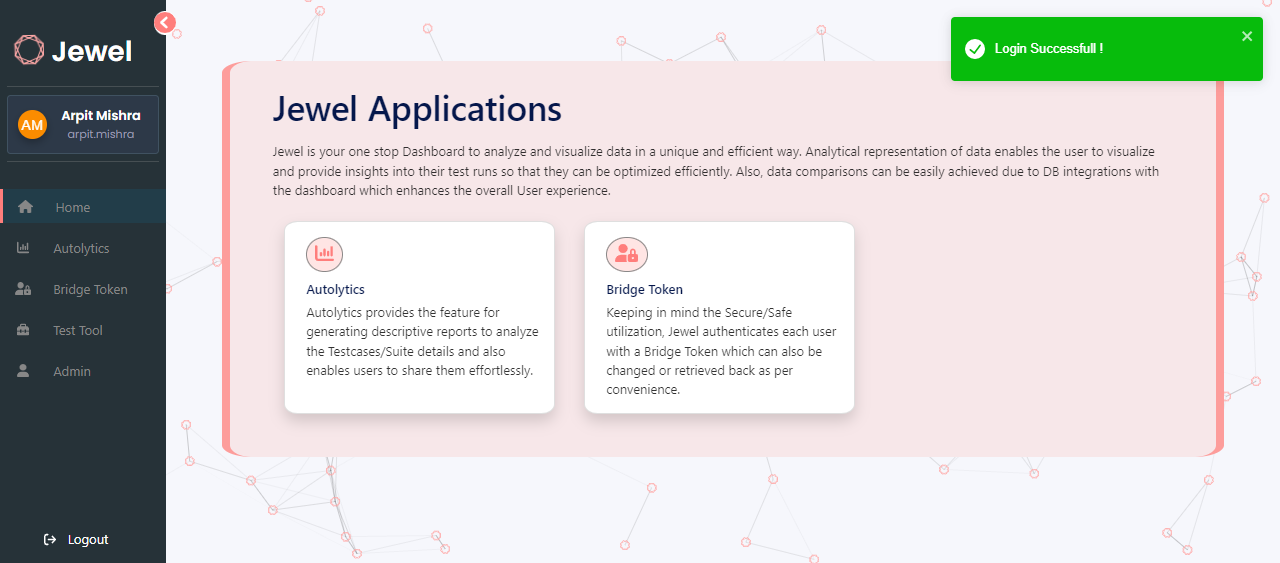 Jewel
AM
Arpit Mishra
arpit.mishra
Home
Autolytics
Bridge Token
Test Tool
Admin
Logout
Login Successfull !
Jewel Applications
Jewel is your one stop Dashboard to analyze and visualize data in a unique and efficient way. Analytical representation of data enables the user to visualize
and provide insights into their test runs so that they can be optimized efficiently. Also, data comparisons can be easily achieved due to DB integrations with
the dashboard which enhances the overall User experience.
Autolytics
Autolytics provides the feature for
generating descriptive reports to analyze
the Testcases/Suite details and also
enables users to share them effortlessly.
Bridge Token
Keeping in mind the Secure/Safe
utilization, Jewel authenticates each user
with a Bridge Token which can also be
changed or retrieved back as per
convenience.